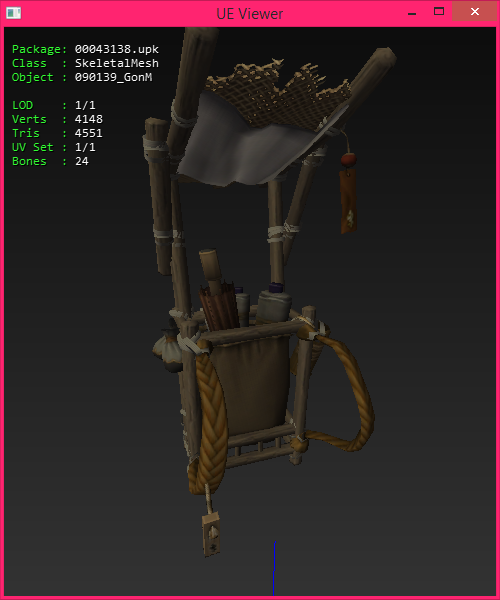 UE Viewer
Package: 00043138.upk
Class : SkeletalMesh
Object : 090139_GonM
LOD : 1/1
Verts : 4148
Tris : 4551
UV Set : 1/1
Bones : 24